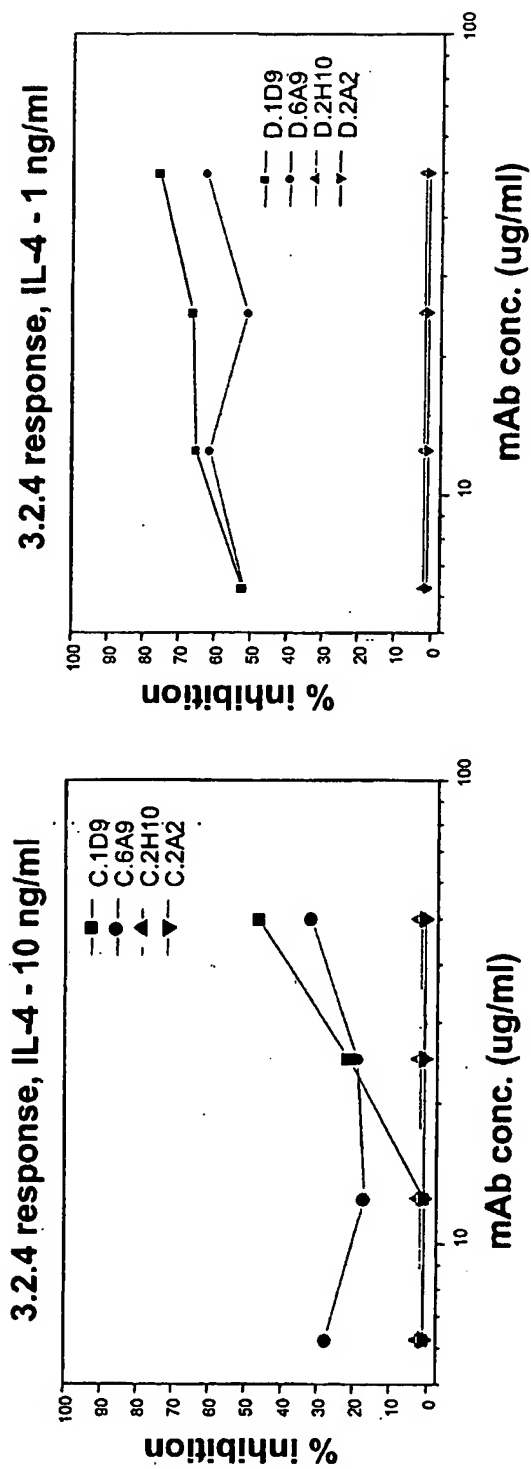 3.2.4 response, IL-4 - 10 ng/ml
% inhibition
100
90
80
70
60
50
40
30
20
10
0
C.1D9
C.6A9
C.2H10
C.2A2
10
100
mAb conc. (ug/ml)
3.2.4 response, IL-4 - 1 ng/ml
% inhibition
100
90
80
70
60
50
40
30
20
10
0
D.1D9
D.6A9
D.2H10
D.2A2
10
100
mAb conc. (ug/ml)